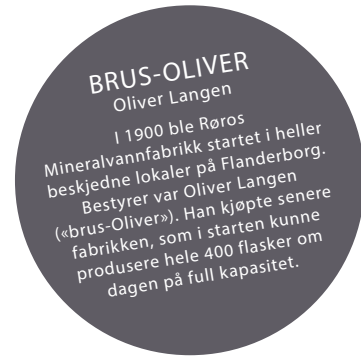 BRUS-OLIVER
Oliver Langen
I 1900 ble Røros
Mineralvannfabrikk startet i heller
beskjedne lokaler på Flanderborg.
Bestyrer var Oliver Langen
(«brus-Oliver»). Han kjøpte senere
fabrikken, som i starten kunne
produsere hele 400 flasker om
dagen på full kapasitet.